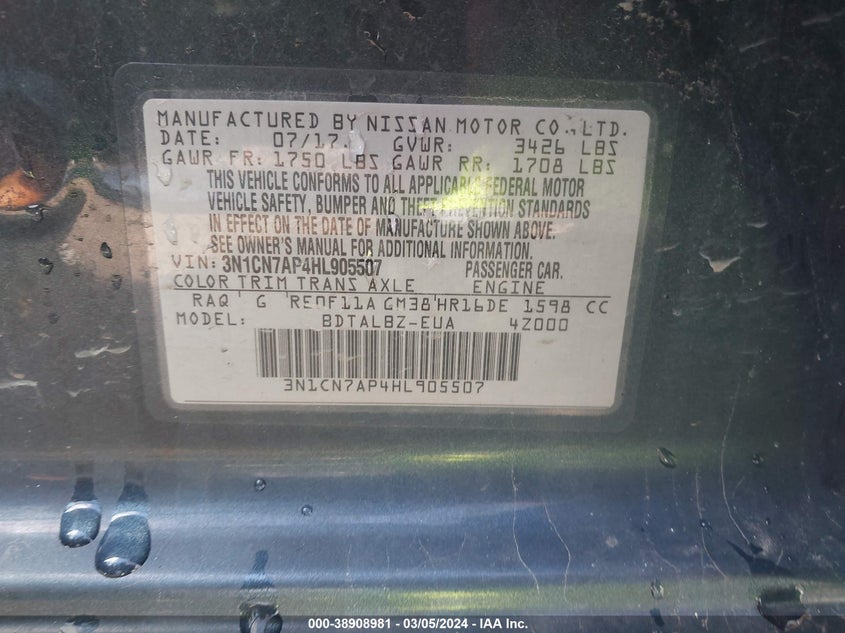 MANUFACTURED BY NISSAN MOTOR CO., LTD.
DATE: 07/17 GVWR: 3426 LBS
GAWR FR: 1750 LBS GAWR RR: 1708 LBS
THIS VEHICLE CONFORMS TO ALL APPLICABLE FEDERAL MOTOR
VEHICLE SAFETY, BUMPER AND THEFT PREVENTION STANDARDS
IN EFFECT ON THE DATE OF MANUFACTURE SHOWN ABOVE.
SEE OWNER'S MANUAL FOR ADDITIONAL INFORMATION.
VIN: 3N1CN7AP4HL905507 PASSENGER CAR.
COLOR TRIM TRANS AXLE ENGINE
RAQ G RE0F11A GM38 HR16DE 1598 CC
MODEL: BDTALBZ-EUA 4Z000
3N1CN7AP4HL905507
000-38908981 - 03/05/2024 - IAA Inc.